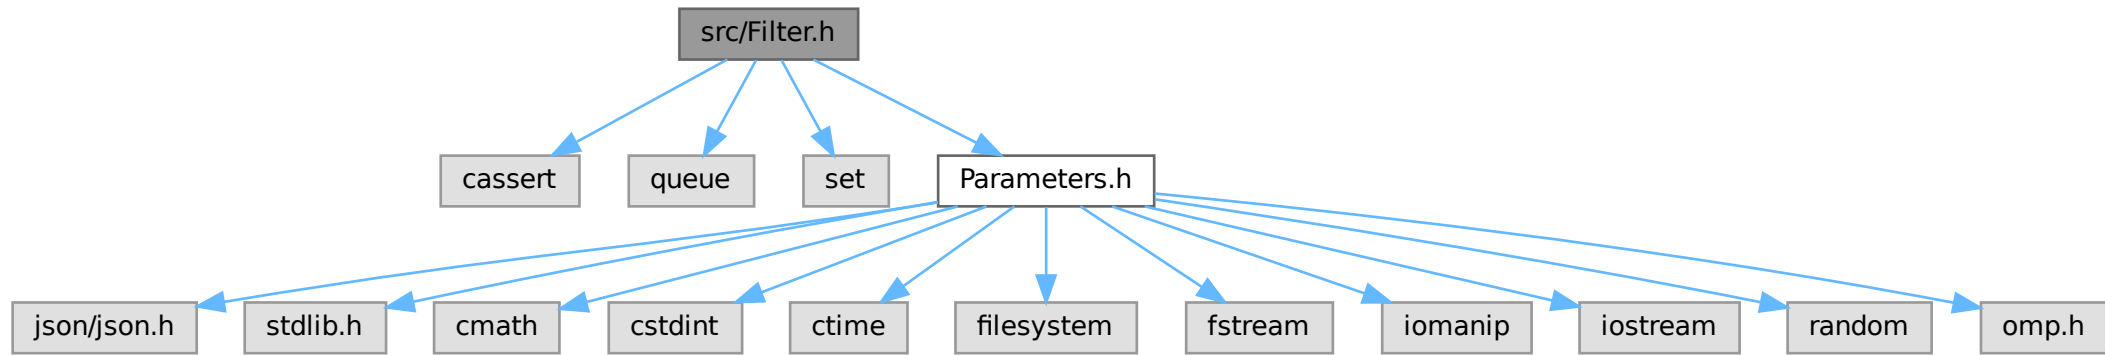 src/Filter.h
cassert
queue
set
Parameters.h
json/json.h
stdlib.h
cmath
cstdint
ctime
filesystem
fstream
iomanip
iostream
random
omp.h